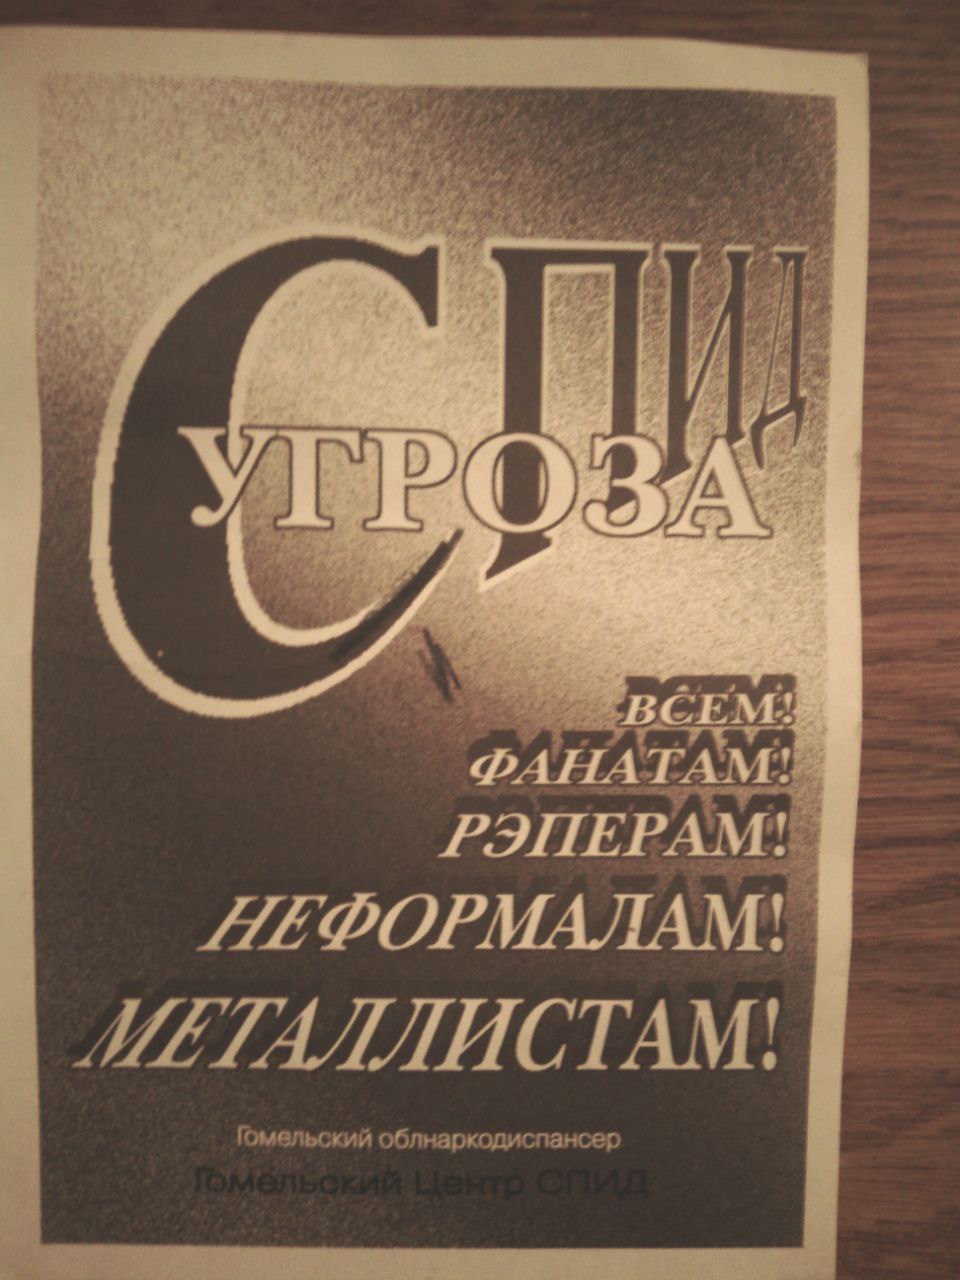 СПИД
УГРОЗА
ВСЕМ!
ФАНАТАМ!
РЭПЕРАМ!
НЕФОРМАЛАМ!
МЕТАЛЛИСТАМ!
Гомельский облнаркодиспансер
Гомельский Центр СПИД